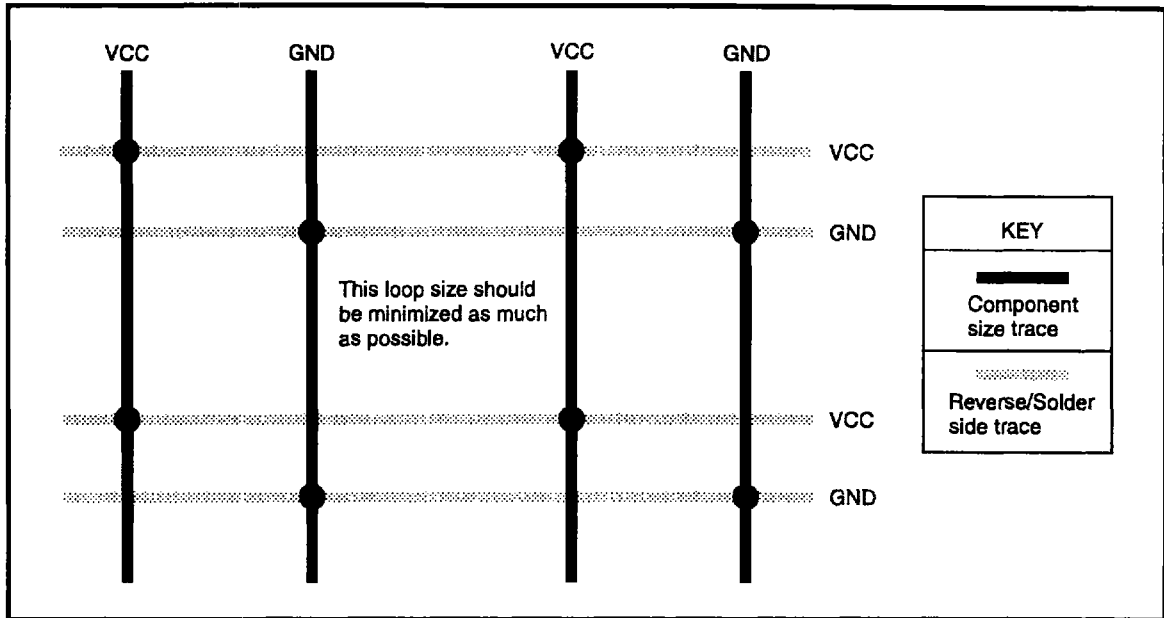 VCC GND VCC GND
VCC
GND
This loop size should
be minimized as much
as possible.
VCC
GND
KEY
Component
size trace
Reverse/Solder
side trace